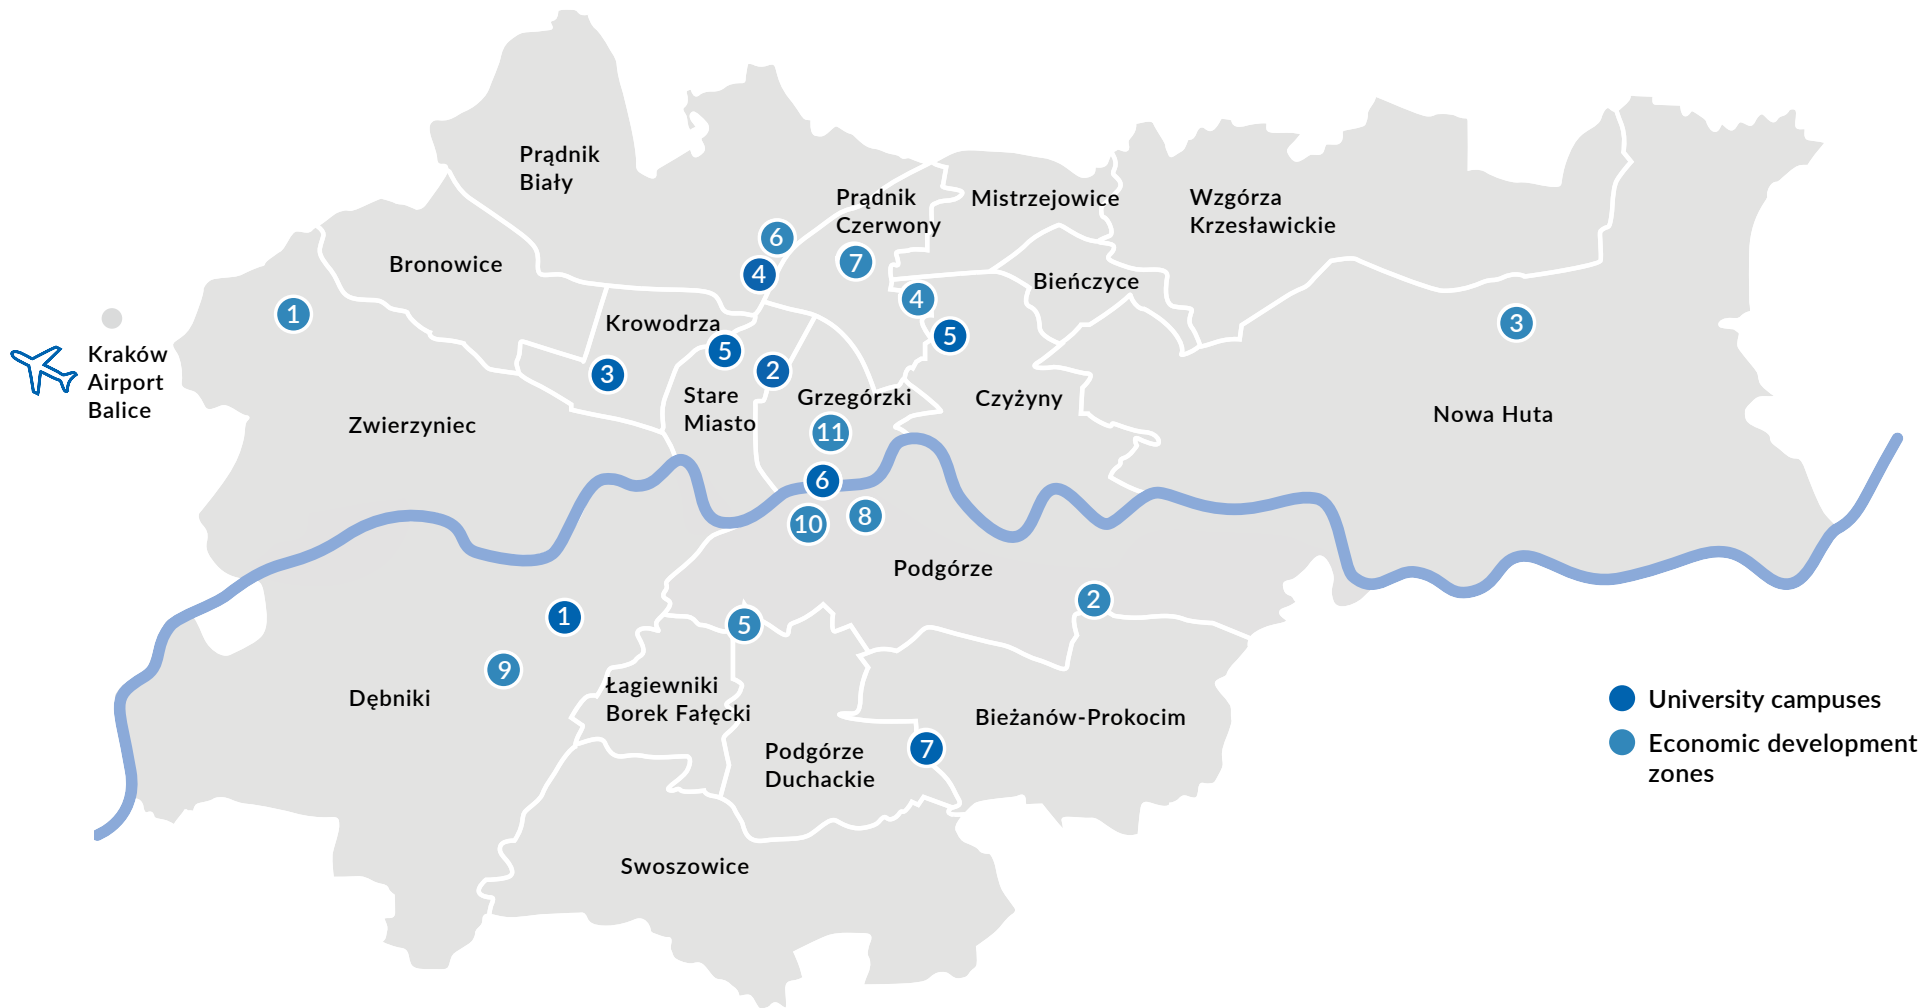 Prądnik
Biały
Prądnik
Czerwony
Mistrzejowice
Wzgórza
Krzesławickie
6
7
4
Bronowice
Bieńczyce
4
1
Krowodrza
5
3
5
3
2
Kraków
Airport
Balice
Stare
Miasto
Grzegórzki
Czyżyny
Nowa Huta
Zwierzyniec
11
6
10
8
Podgórze
2
1
5
9
Dębniki
Łagiewniki
Borek Fałęcki
Bieżanów-Prokocim
7
Podgórze
Duchackie
Swoszowice
University campuses
Economic development
zones